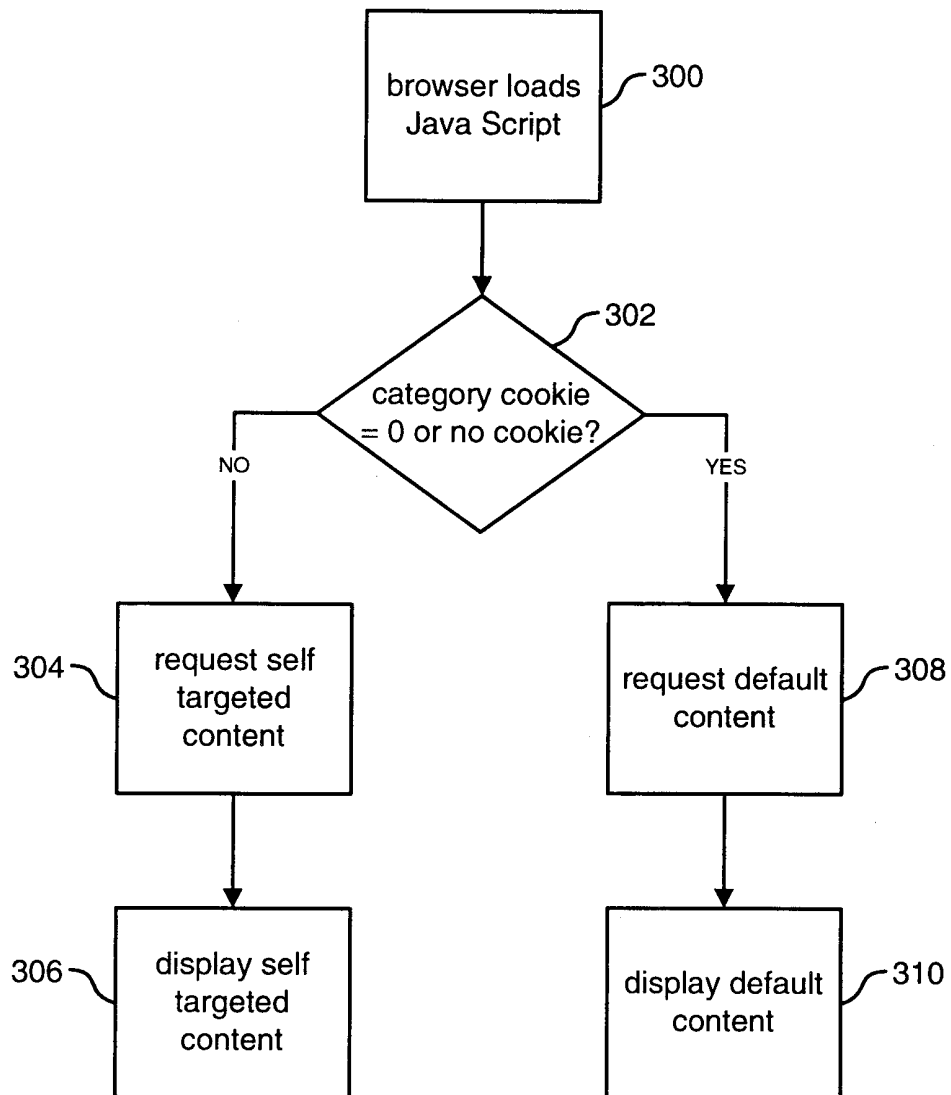 browser loads
Java Script
300
302
category cookie
= 0 or no cookie?
NO
YES
304
request self
targeted
content
request default
content
308
306
display self
targeted
content
display default
content
310